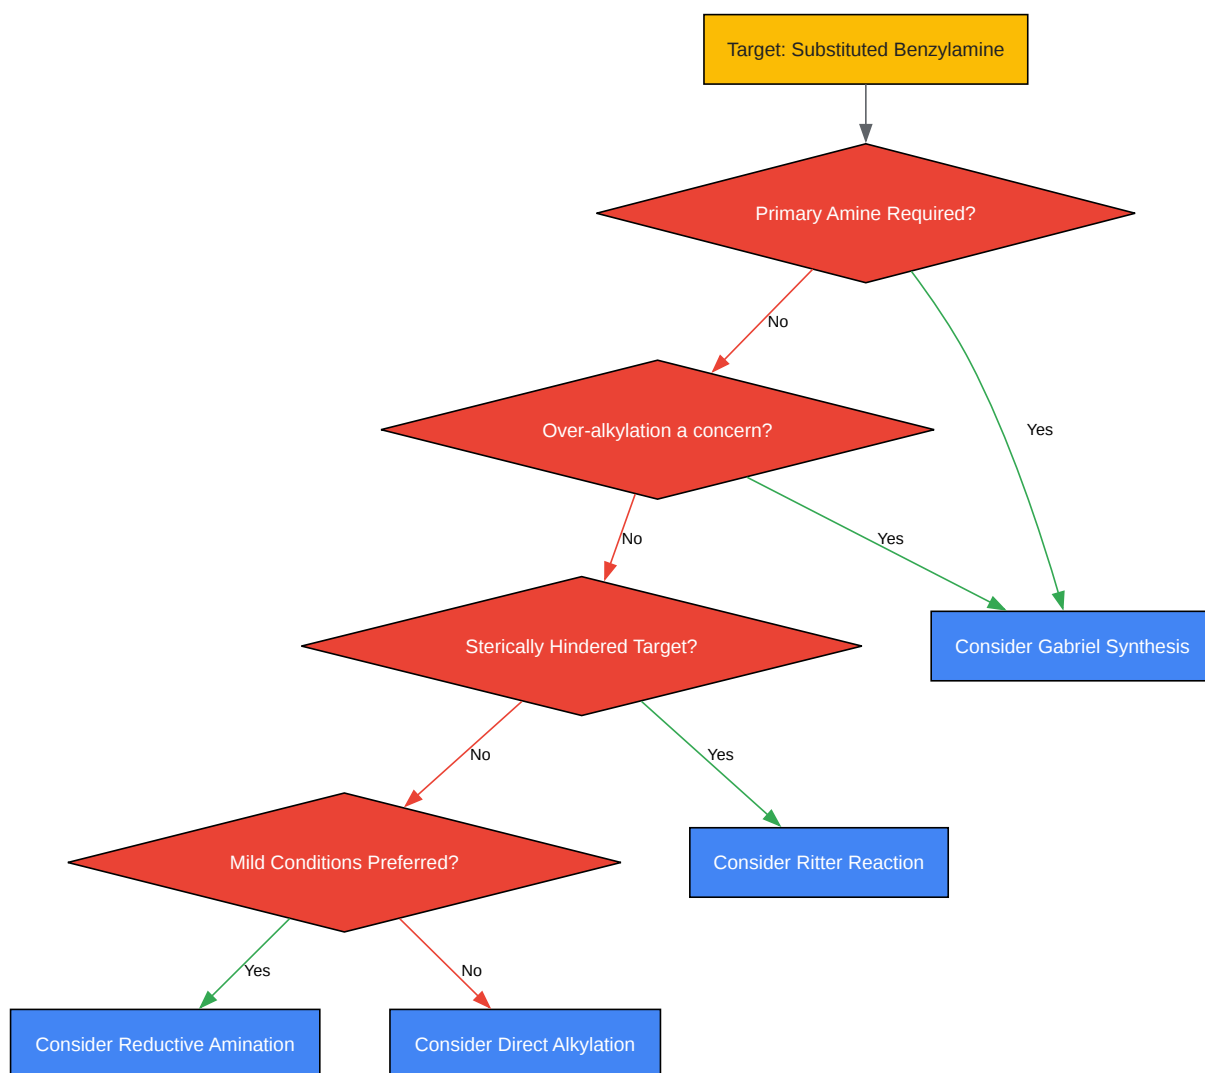 Target: Substituted Benzylamine
Primary Amine Required?
No
Yes
Over-alkylation a concern?
No
Yes
Sterically Hindered Target?
Consider Gabriel Synthesis
No
Yes
Mild Conditions Preferred?
Consider Ritter Reaction
Yes
No
Consider Reductive Amination
Consider Direct Alkylation